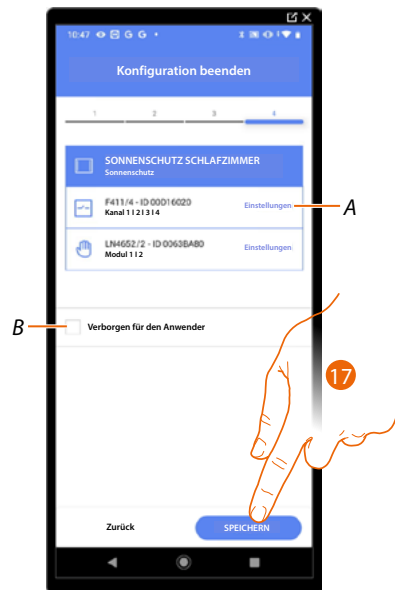 10:47 G G
Konfiguration beenden
1 2 3 4
SONNENSCHUTZ SCHLAFZIMMER
Sonnenschutz
F411/4 - ID 00D16020 Einstellungen A
Kanal 1 I 2 I 3 I 4
LN4652/2 - ID 0063BA80 Einstellungen
Modul 1 I 2
B Verborgen für den Anwender
17
Zurück SPEICHERN